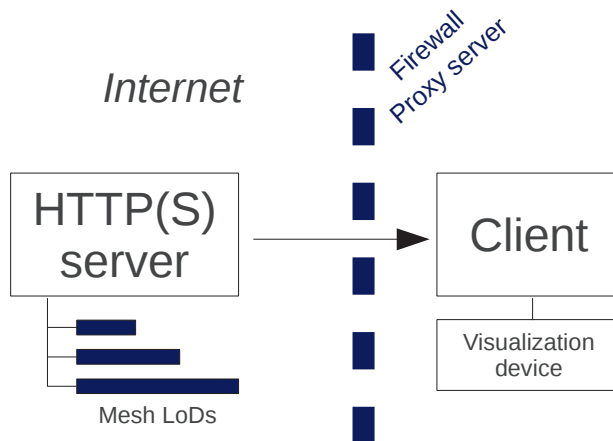 Internet
Firewall
Proxy server
HTTP(S)
server
Client
Visualization
device
Mesh LoDs